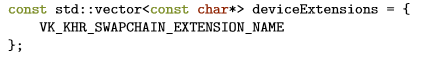 const std::vector<const char*> deviceExtensions = {
    VK_KHR_SWAPCHAIN_EXTENSION_NAME
};